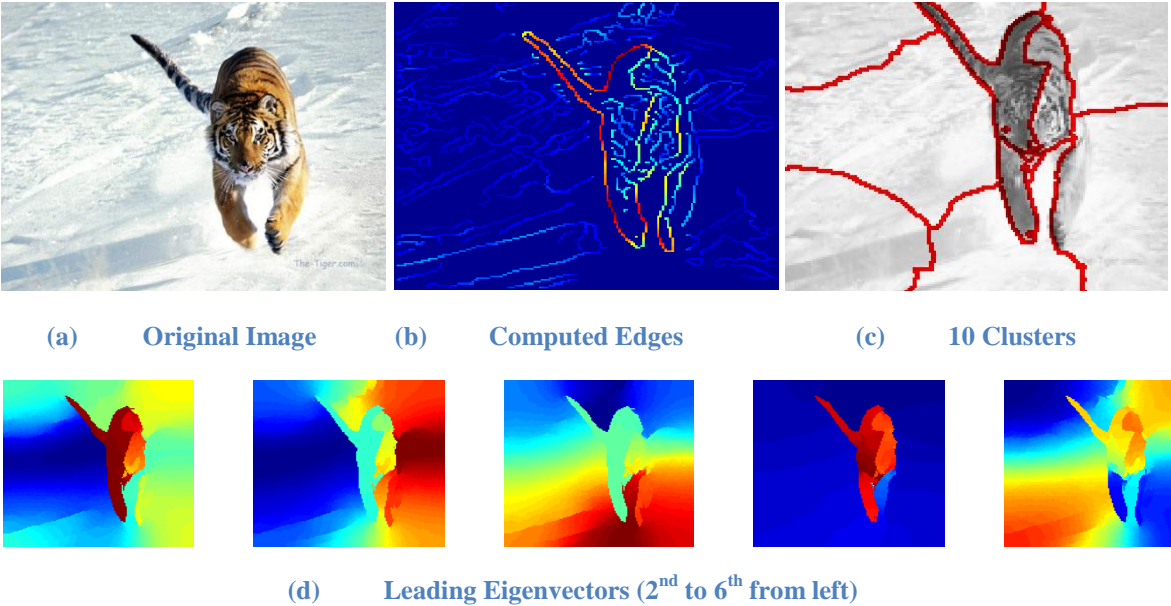 The-Tiger.com
(a) Original Image (b) Computed Edges (c) 10 Clusters
(d) Leading Eigenvectors (2nd to 6th from left)